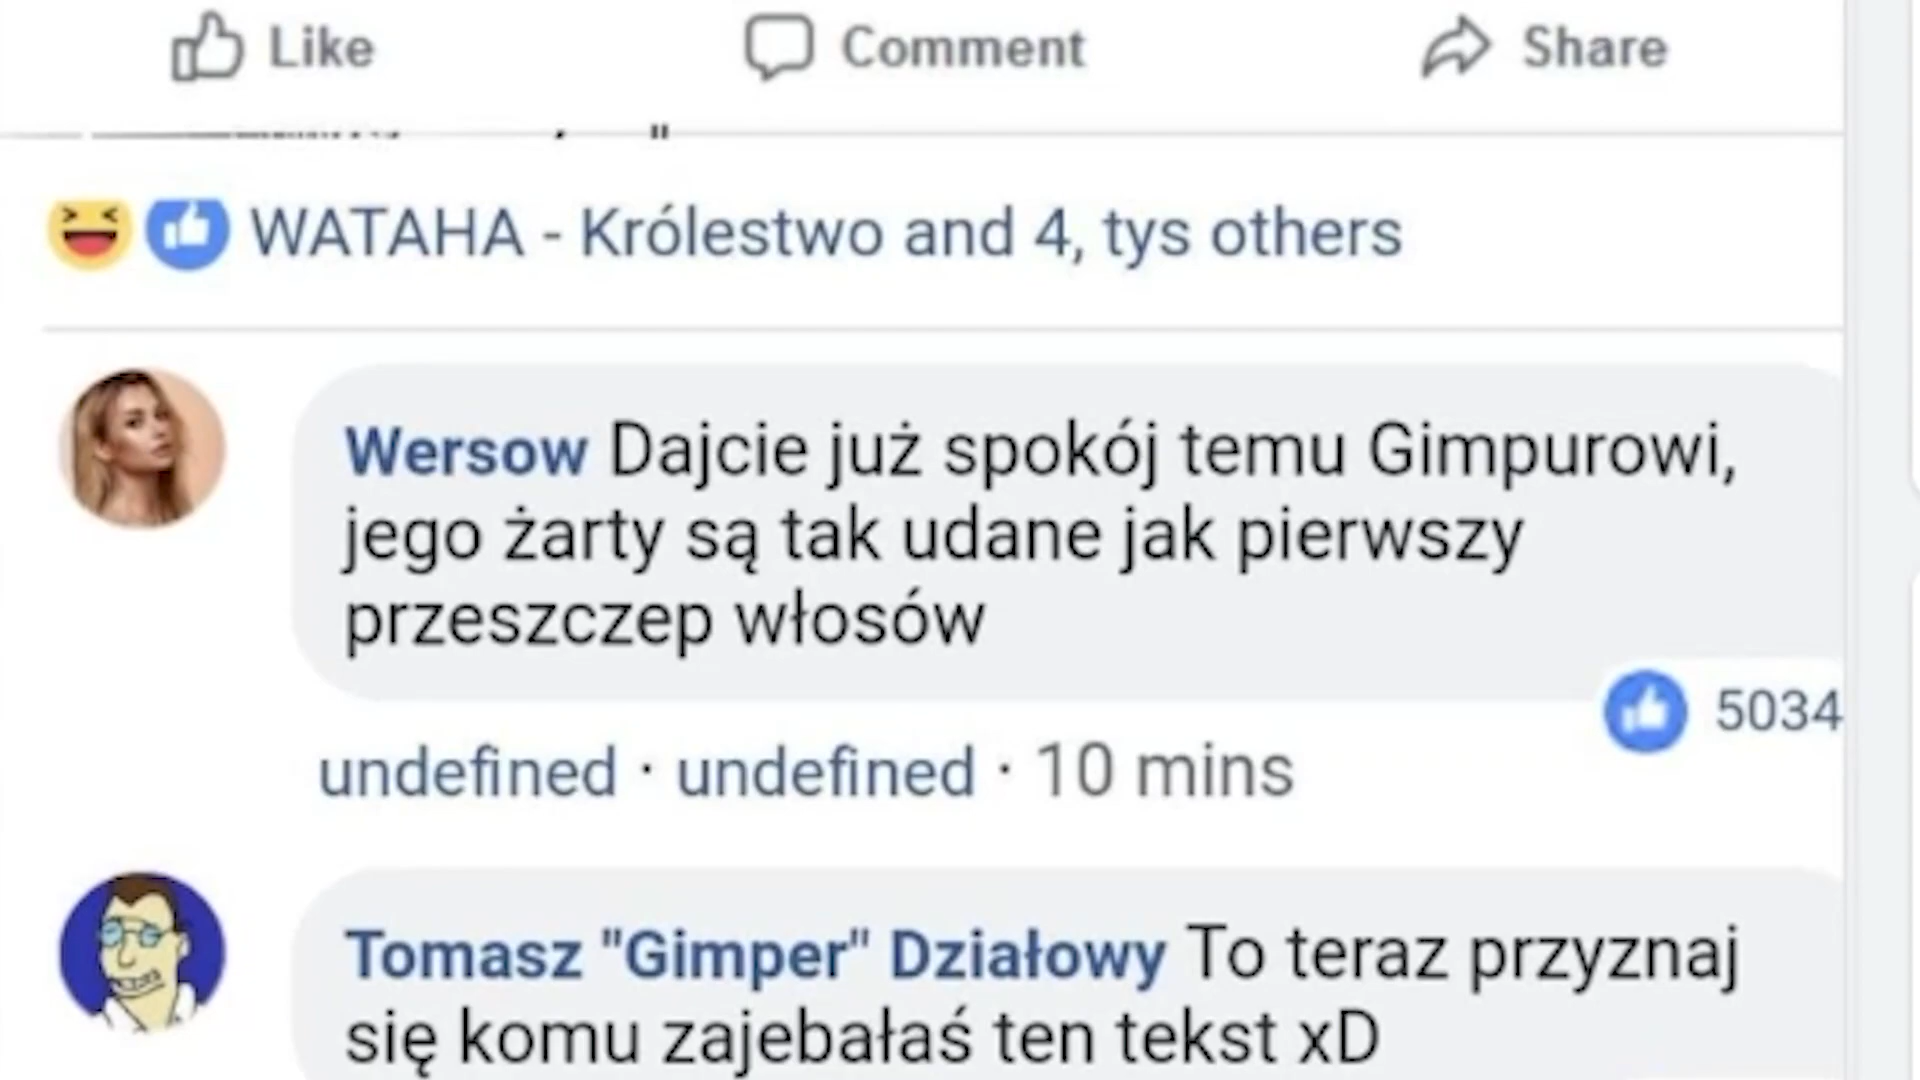 Like Comment Share
WATAHA - Królestwo and 4, tys others
Wersow Dajcie już spokój temu Gimpurowi,
jego żarty są tak udane jak pierwszy
przeszczep włosów
5034
undefined · undefined · 10 mins
Tomasz "Gimper" Działowy To teraz przyznaj
się komu zajebałaś ten tekst xD